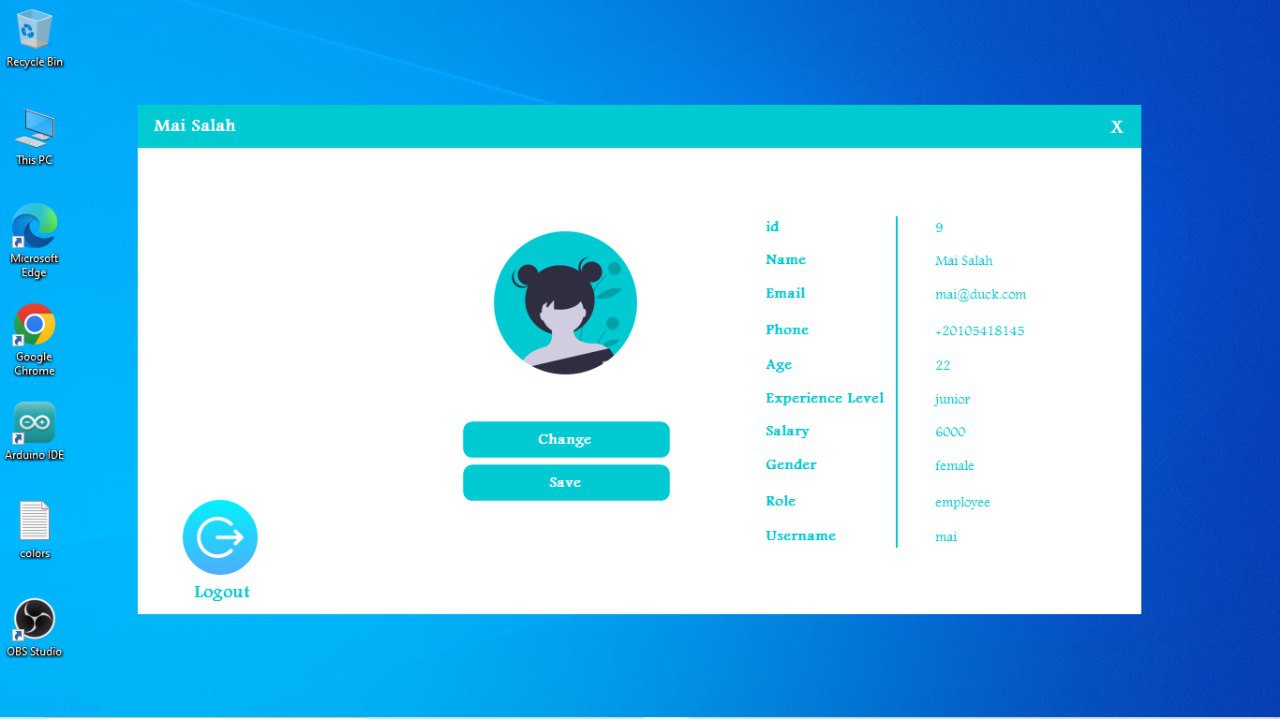 Recycle Bin
This PC
Microsoft
Edge
Google
Chrome
Arduino IDE
colors
OBS Studio
Mai Salah
X
Change
Save
Logout
id 9
Name Mai Salah
Email mai@duck.com
Phone +20105418145
Age 22
Experience Level junior
Salary 6000
Gender female
Role employee
Username mai